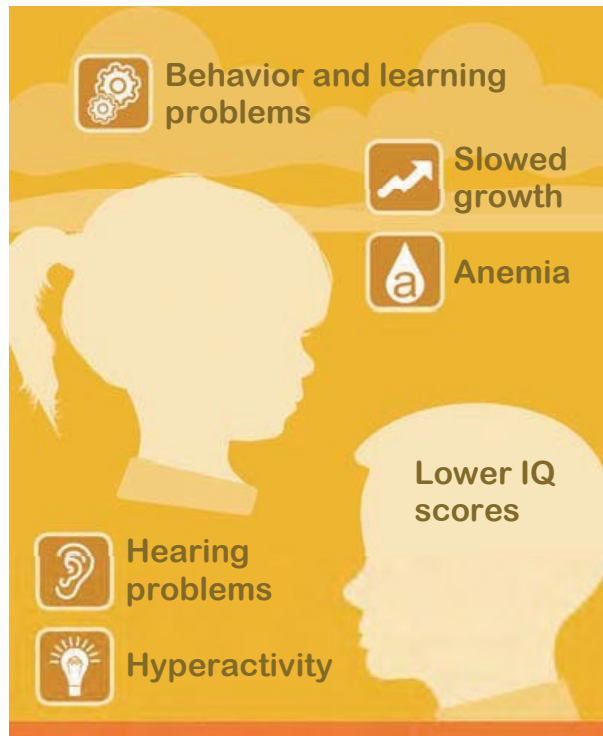 Behavior and learning
problems
Slowed
growth
a
Anemia
Lower IQ
scores
Hearing
problems
Hyperactivity